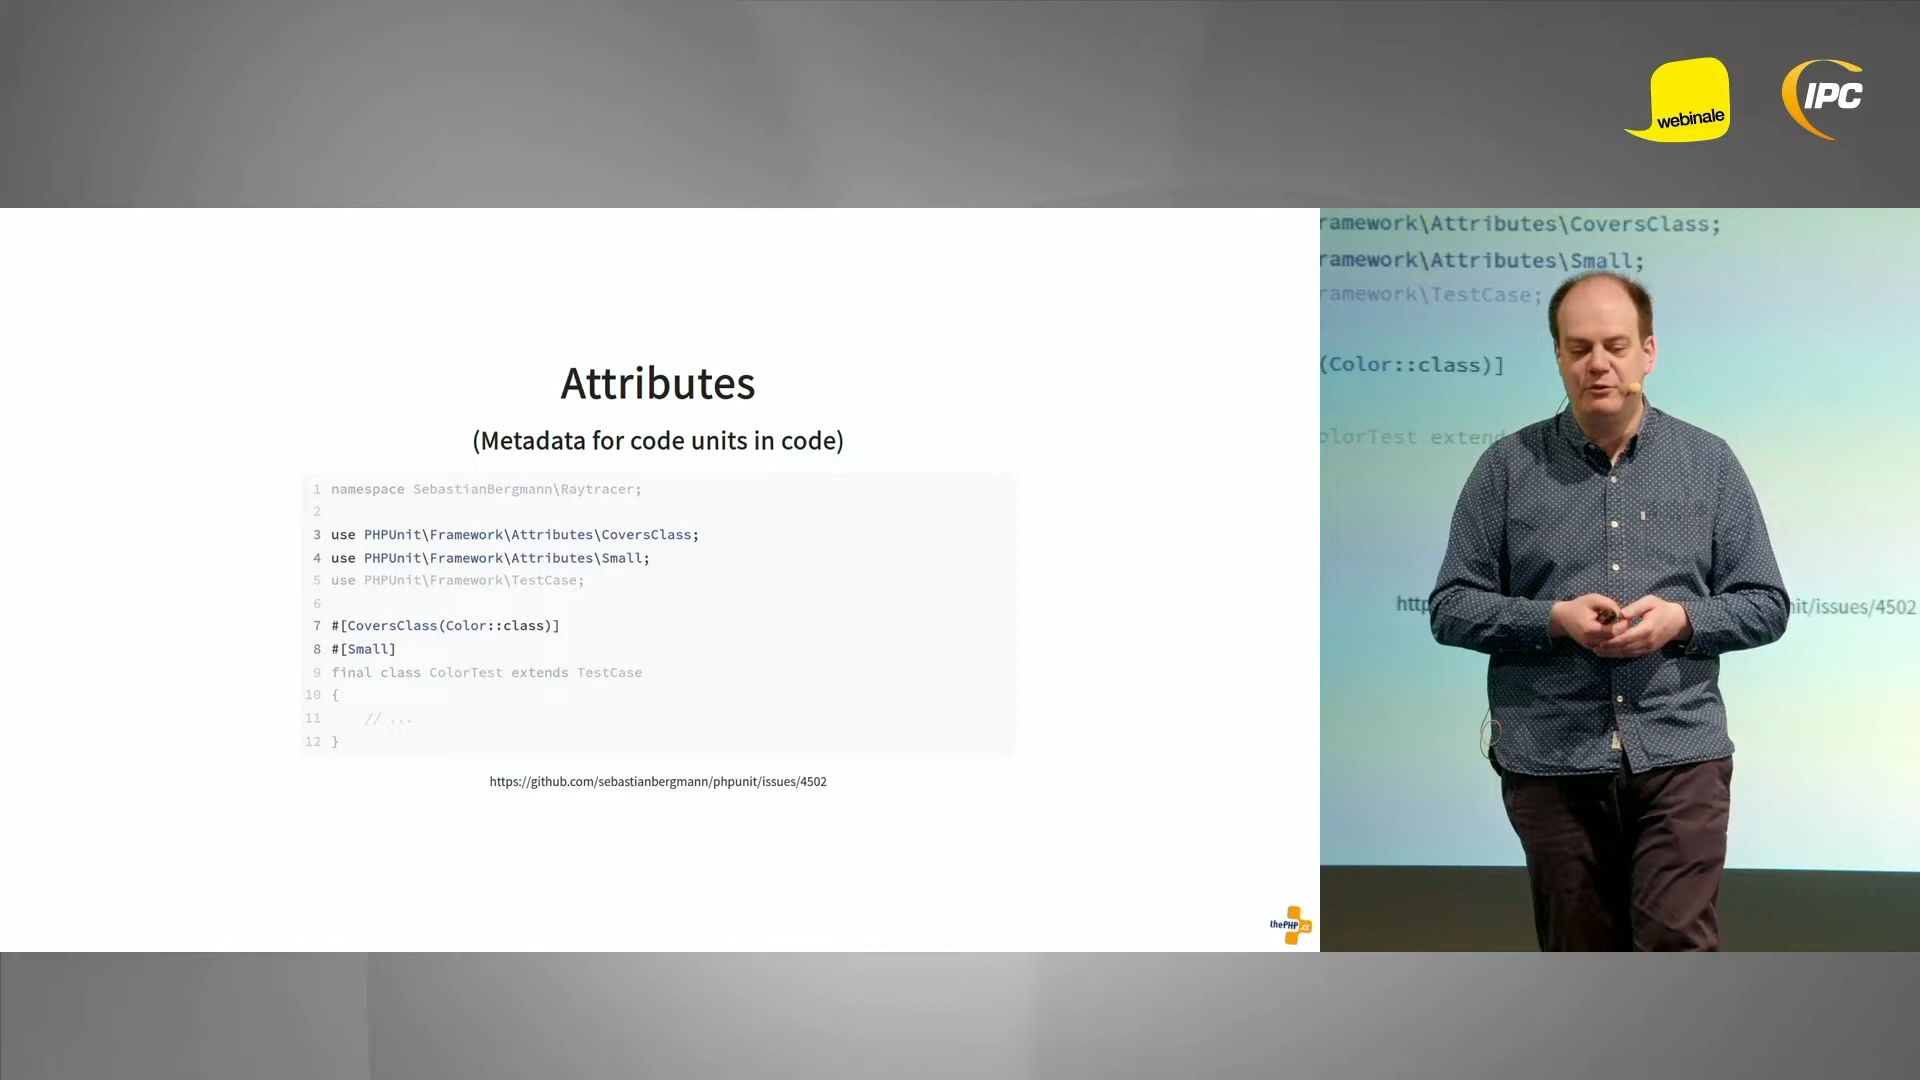 webinale
IPC
Attributes
(Metadata for code units in code)
1 namespace SebastianBergmann\Raytracer;
2
3 use PHPUnit\Framework\Attributes\CoversClass;
4 use PHPUnit\Framework\Attributes\Small;
5 use PHPUnit\Framework\TestCase;
6
7 #[CoversClass(Color::class)]
8 #[Small]
9 final class ColorTest extends TestCase
10 {
11 // ...
12 }
https://github.com/sebastianbergmann/phpunit/issues/4502
thePHP.cc
ramework\Attributes\CoversClass;
ramework\Attributes\Small;
ramework\TestCase;
(Color::class)]
olorTest extend
http
nit/issues/4502